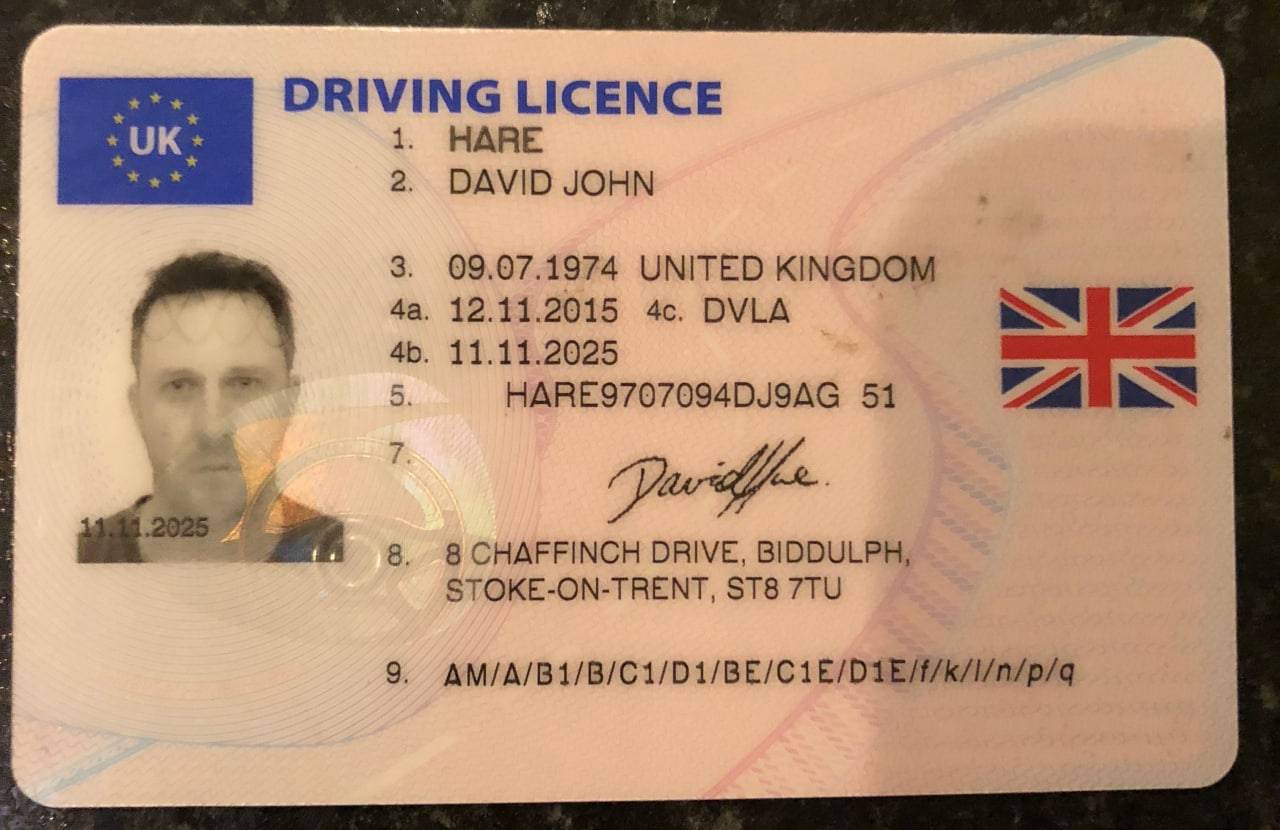 UK
DRIVING LICENCE
1. HARE
2. DAVID JOHN
3. 09.07.1974 UNITED KINGDOM
4a. 12.11.2015 4c. DVLA
4b. 11.11.2025
5. HARE9707094DJ9AG 51
7. David Hare.
11.11.2025
8. 8 CHAFFINCH DRIVE, BIDDULPH,
STOKE-ON-TRENT, ST8 7TU
9. AM/A/B1/B/C1/D1/BE/C1E/D1E/f/k/l/n/p/q